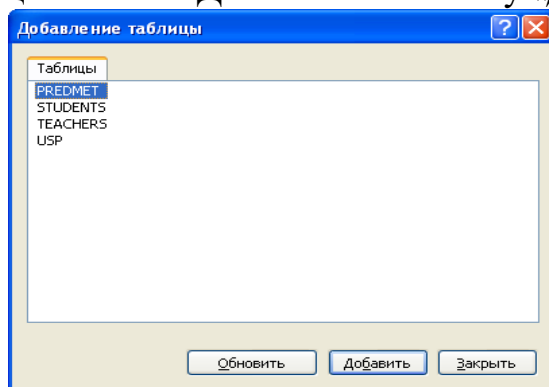 Добавление таблицы
Таблицы
PREDMET
STUDENTS
TEACHERS
USP
Обновить
Добавить
Закрыть